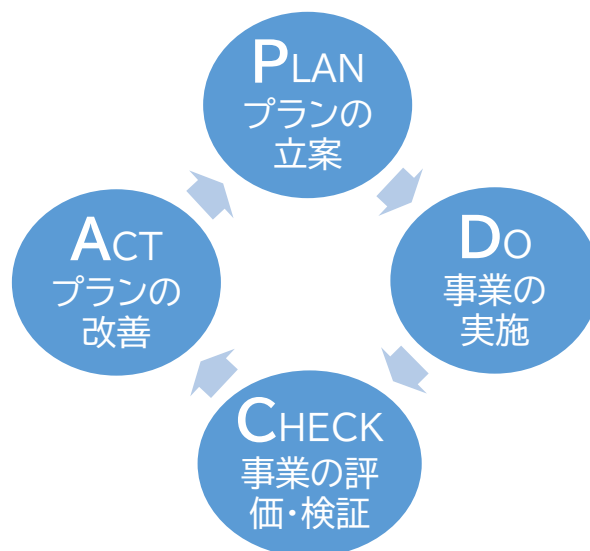 PLAN
プランの
立案
DO
事業の
実施
CHECK
事業の評
価・検証
ACT
プランの
改善